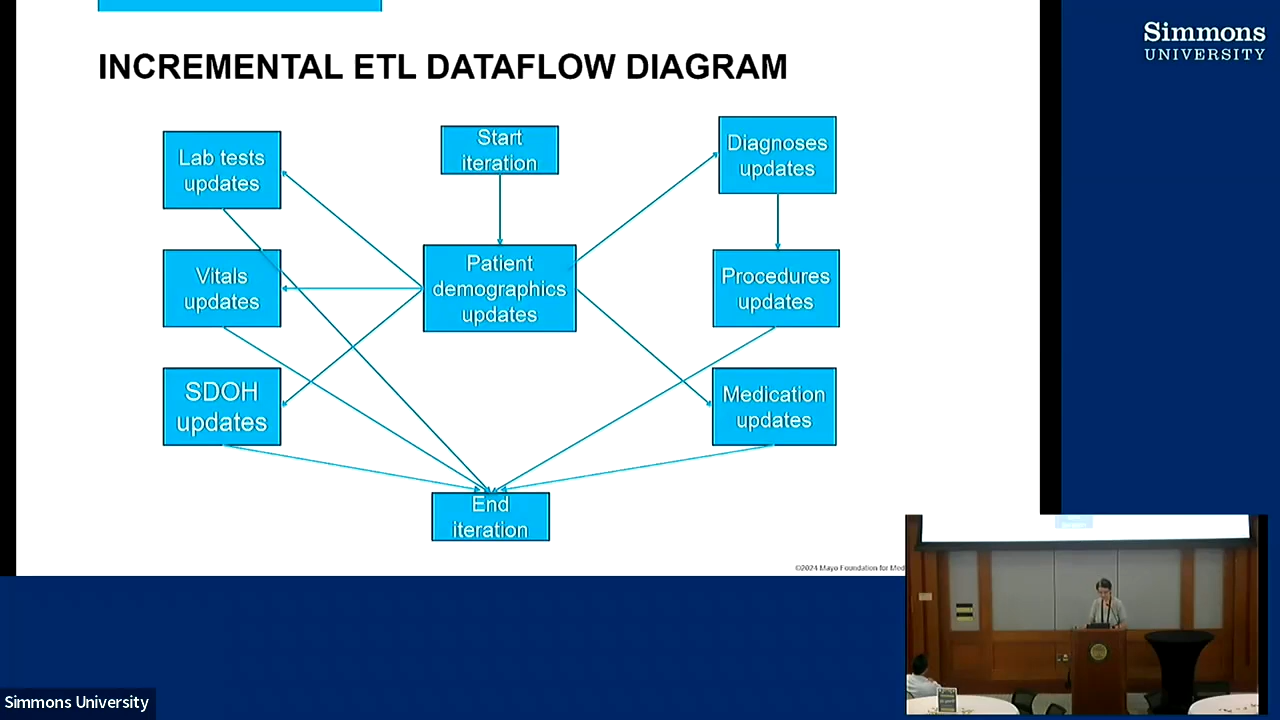 Simmons
UNIVERSITY
INCREMENTAL ETL DATAFLOW DIAGRAM
Lab tests
updates
Start
iteration
Diagnoses
updates
Vitals
updates
Patient
demographics
updates
Procedures
updates
SDOH
updates
Medication
updates
End
iteration
©2024 Mayo Foundation for Med
Simmons University